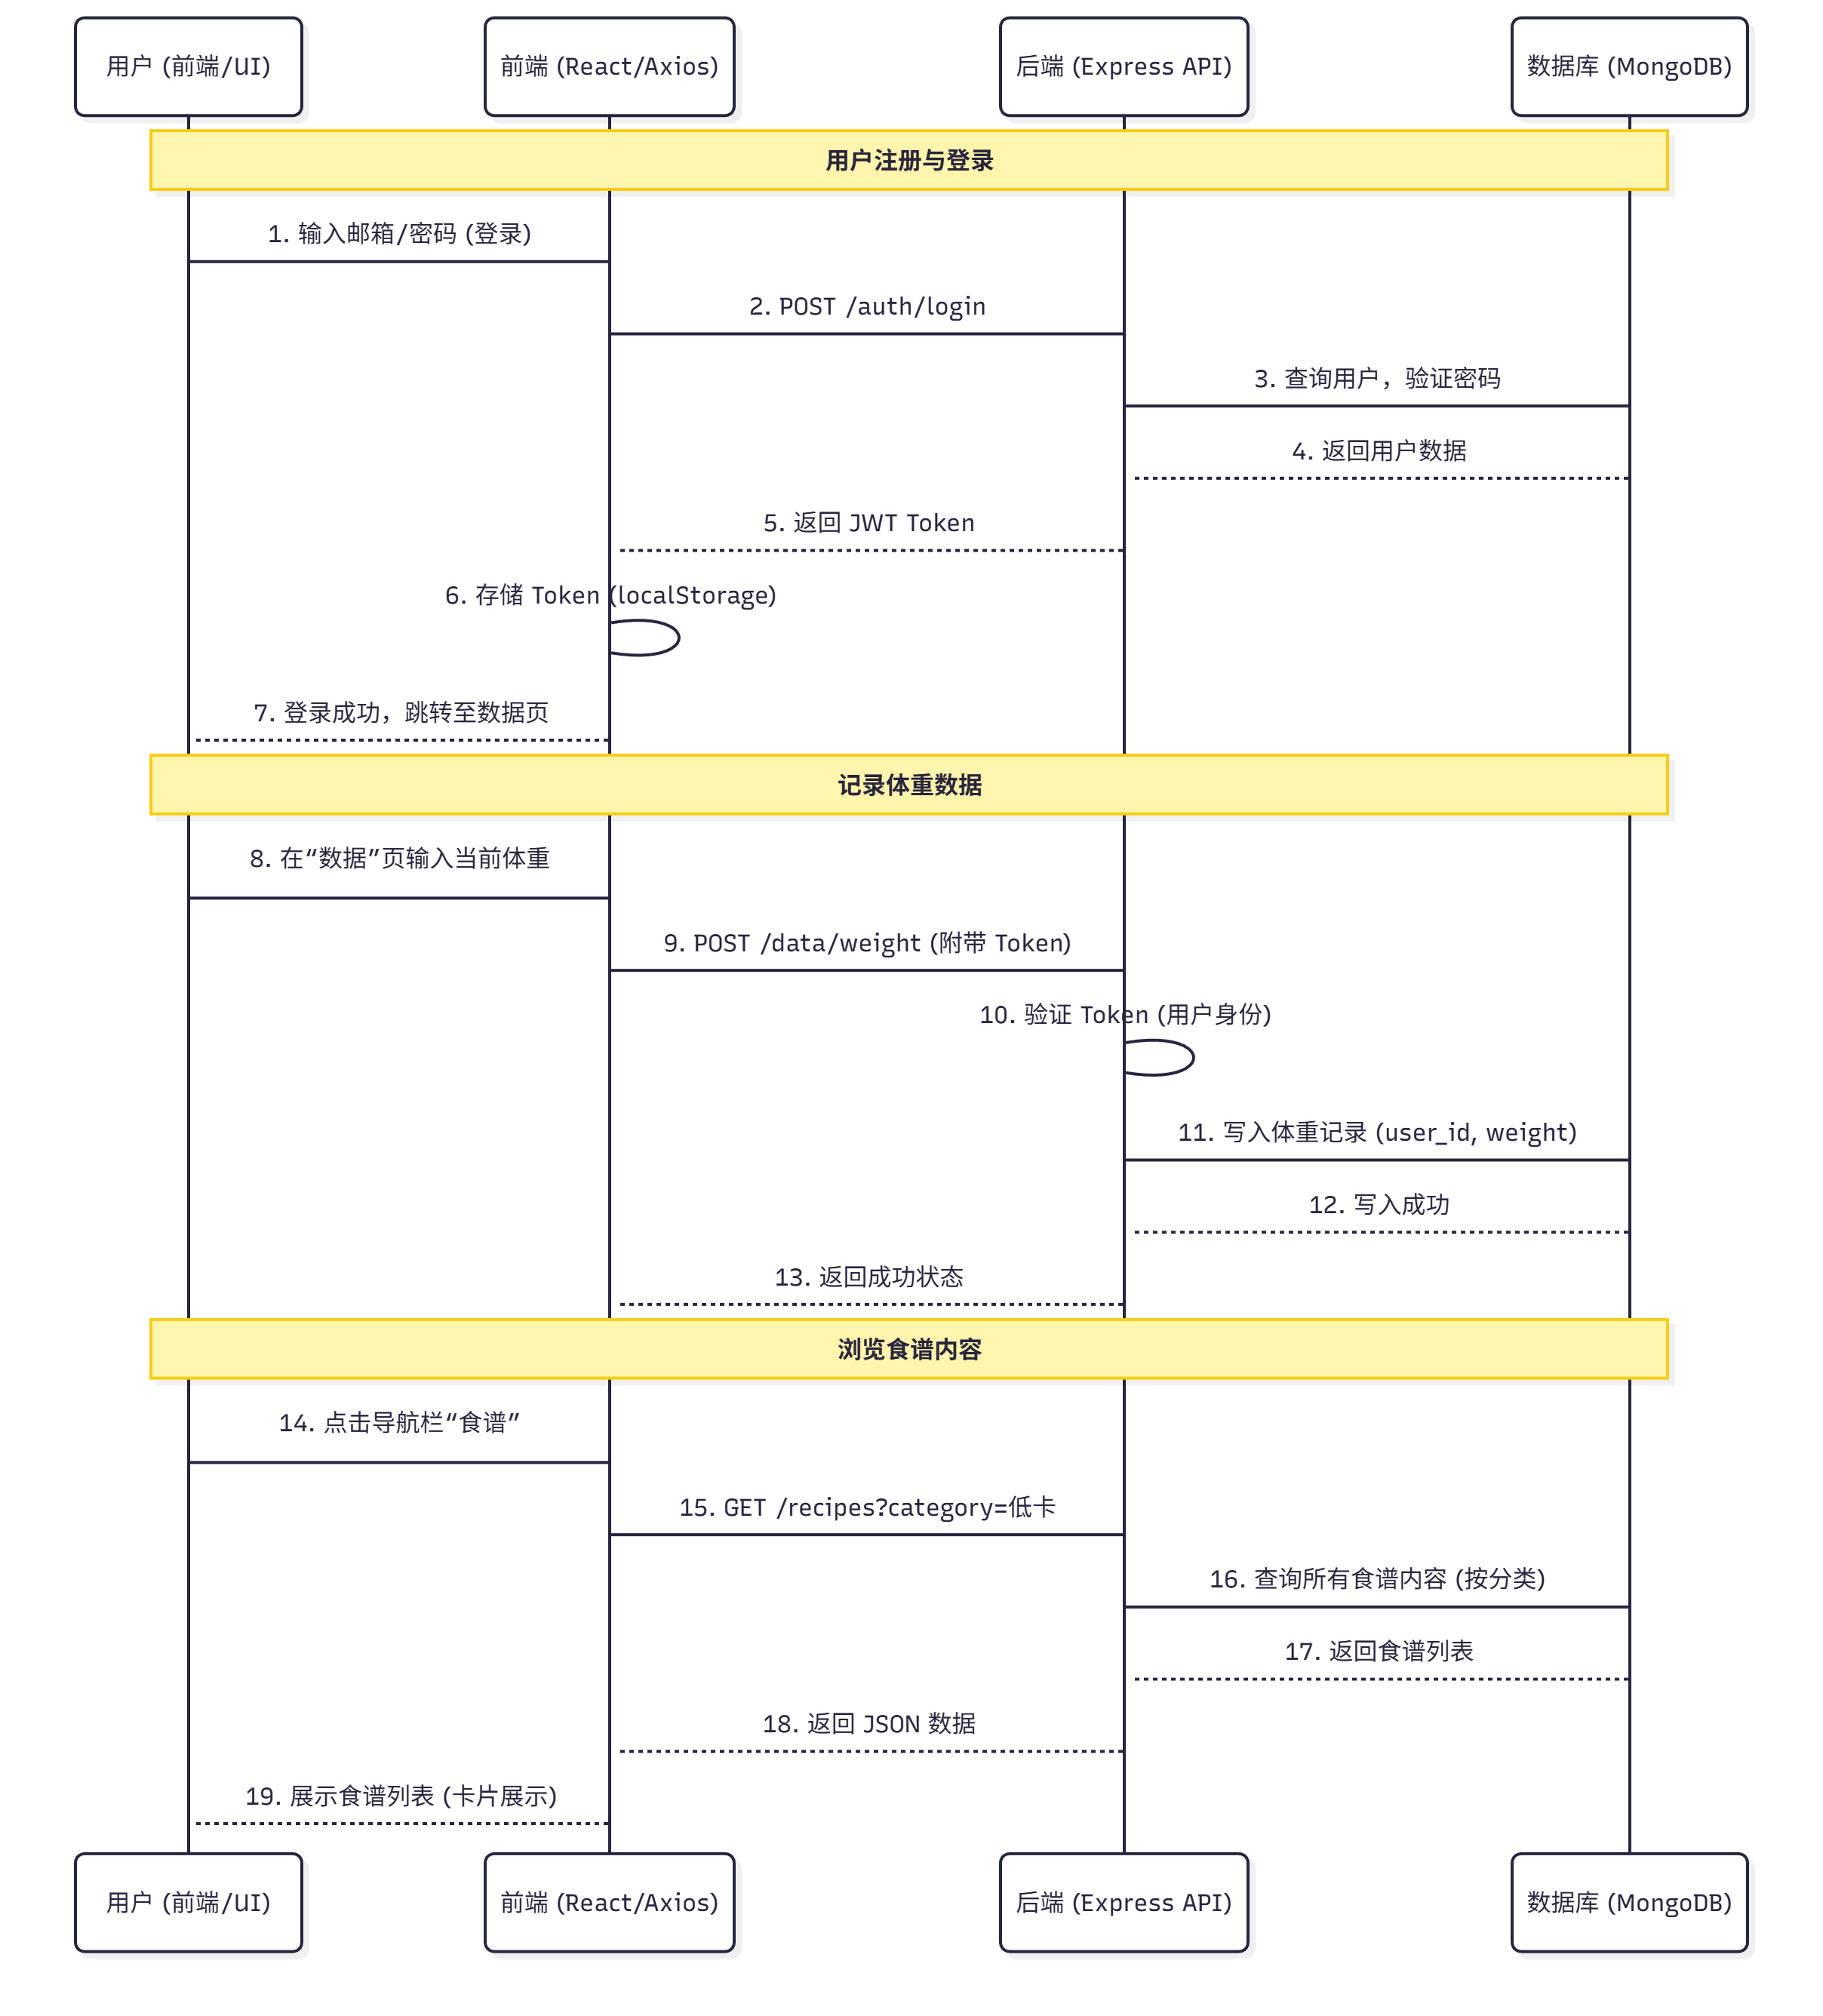 用户 (前端/UI)
前端 (React/Axios)
后端 (Express API)
数据库 (MongoDB)
用户注册与登录
1. 输入邮箱/密码 (登录)
2. POST /auth/login
3. 查询用户，验证密码
4. 返回用户数据
5. 返回 JWT Token
6. 存储 Token (localStorage)
7. 登录成功，跳转至数据页
记录体重数据
8. 在“数据”页输入当前体重
9. POST /data/weight (附带 Token)
10. 验证 Token (用户身份)
11. 写入体重记录 (user_id, weight)
12. 写入成功
13. 返回成功状态
浏览食谱内容
14. 点击导航栏“食谱”
15. GET /recipes?category=低卡
16. 查询所有食谱内容 (按分类)
17. 返回食谱列表
18. 返回 JSON 数据
19. 展示食谱列表 (卡片展示)
用户 (前端/UI)
前端 (React/Axios)
后端 (Express API)
数据库 (MongoDB)